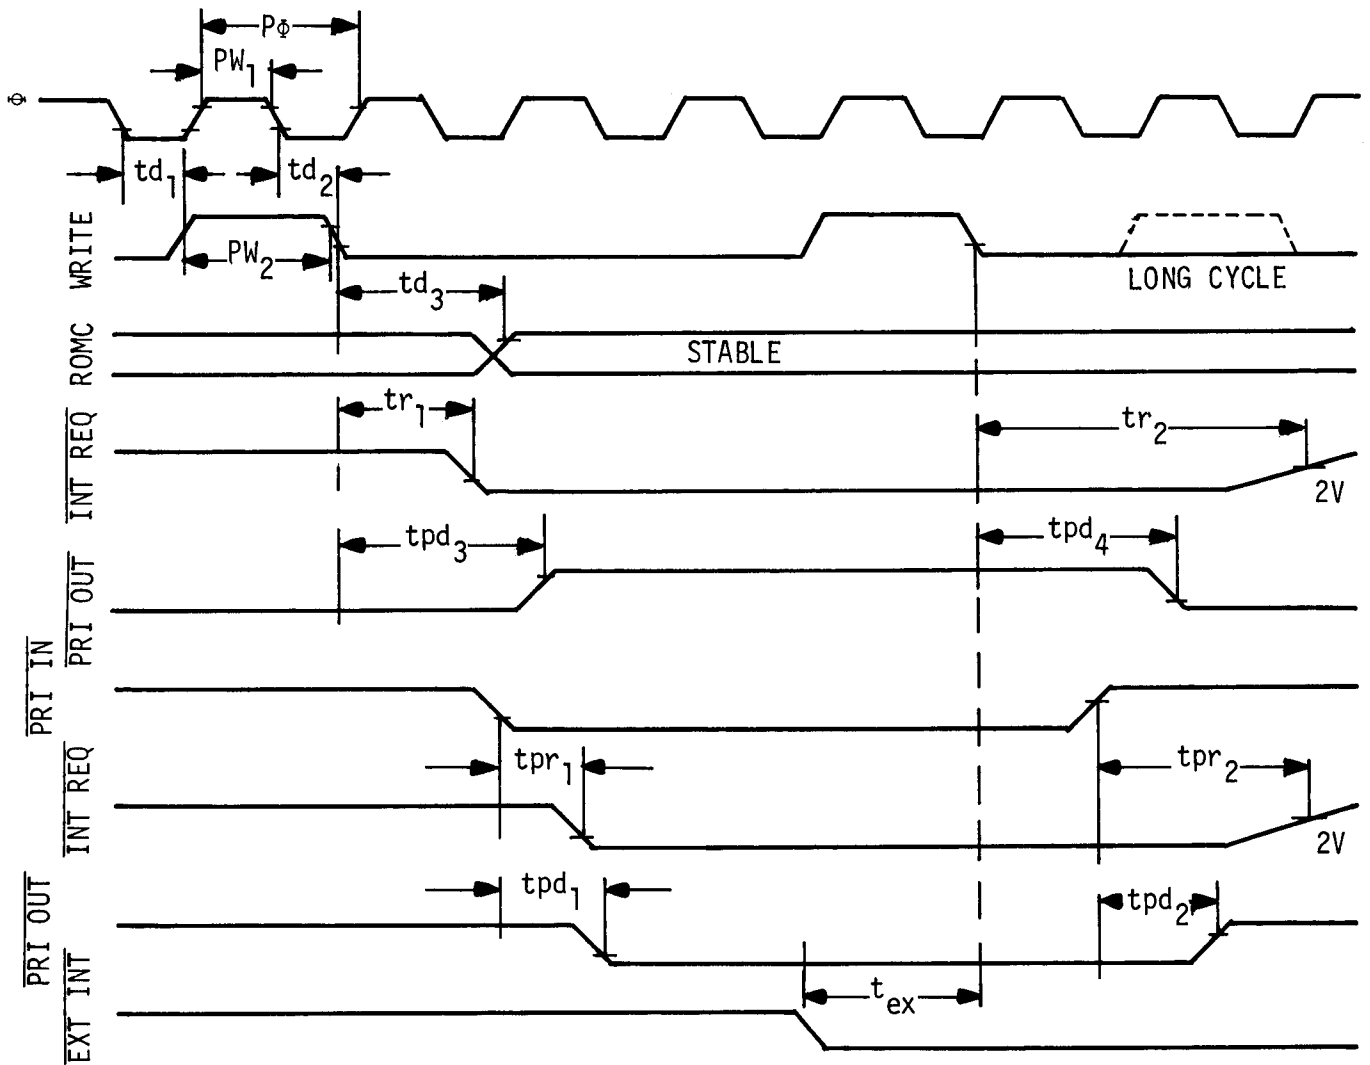 PΦ
PW1
Φ
td1
td2
WRITE
PW2
td3
LONG CYCLE
ROMC
STABLE
tr1
tr2
INT REQ
2V
tpd3
tpd4
PRI OUT
PRI IN
tpr1
tpr2
INT REQ
2V
tpd1
tpd2
PRI OUT
tex
EXT INT